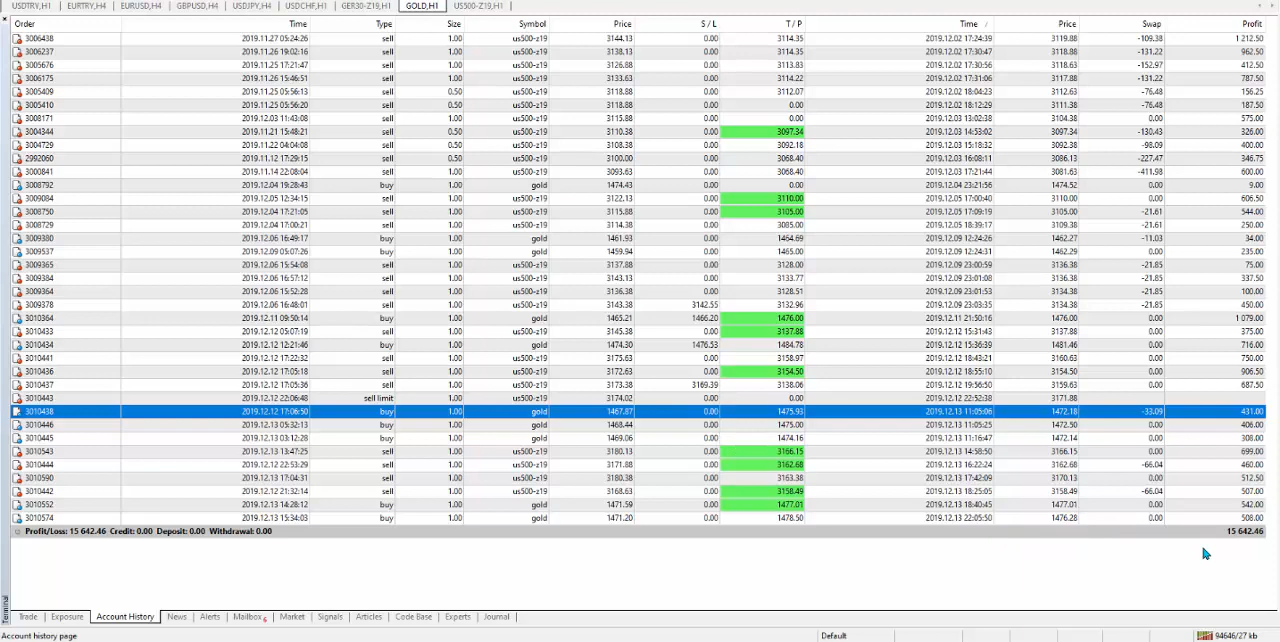 USDTRY,H1 EURTRY,H4 EURUSD,H4 GBPUSD,H4 USDJPY,H4 USDCHF,H1 GER30-Z19,H1 GOLD,H1 US500-Z19,H1
Order Time Type Size Symbol Price S / L T / P Time / Price Swap Profit
3006438 2019.11.27 05:24:26 sell 1.00 us500-z19 3144.13 0.00 3114.35 2019.12.02 17:24:39 3119.88 -109.38 1 212.50
3006237 2019.11.26 19:02:16 sell 1.00 us500-z19 3138.13 0.00 3114.35 2019.12.02 17:30:47 3118.88 -131.22 962.50
3005676 2019.11.25 17:21:47 sell 1.00 us500-z19 3126.88 0.00 3113.83 2019.12.02 17:30:56 3118.63 -152.97 412.50
3006175 2019.11.26 15:46:51 sell 1.00 us500-z19 3133.63 0.00 3114.22 2019.12.02 17:31:06 3117.88 -131.22 787.50
3005409 2019.11.25 05:56:13 sell 0.50 us500-z19 3118.88 0.00 3112.07 2019.12.02 18:04:23 3112.63 -76.48 156.25
3005410 2019.11.25 05:56:20 sell 0.50 us500-z19 3118.88 0.00 0.00 2019.12.02 18:12:29 3111.38 -76.48 187.50
3008171 2019.12.03 11:43:08 sell 1.00 us500-z19 3115.88 0.00 0.00 2019.12.03 13:02:38 3104.38 0.00 575.00
3004344 2019.11.21 15:48:21 sell 0.50 us500-z19 3110.38 0.00 3097.34 2019.12.03 14:53:02 3097.34 -130.43 326.00
3004729 2019.11.22 04:04:08 sell 0.50 us500-z19 3108.38 0.00 3092.18 2019.12.03 15:18:32 3092.38 -98.09 400.00
2992060 2019.11.12 17:29:15 sell 0.50 us500-z19 3100.00 0.00 3068.40 2019.12.03 16:08:11 3086.13 -227.47 346.75
3000841 2019.11.14 22:08:04 sell 1.00 us500-z19 3093.63 0.00 3068.40 2019.12.03 17:21:44 3081.63 -411.98 600.00
3008792 2019.12.04 19:28:43 buy 1.00 gold 1474.43 0.00 0.00 2019.12.04 23:21:56 1474.52 0.00 9.00
3009084 2019.12.05 12:34:15 sell 1.00 us500-z19 3122.13 0.00 3110.00 2019.12.05 17:00:40 3110.00 0.00 606.50
3008750 2019.12.04 17:21:05 sell 1.00 us500-z19 3115.88 0.00 3105.00 2019.12.05 17:09:19 3105.00 -21.61 544.00
3008729 2019.12.04 17:00:21 sell 1.00 us500-z19 3114.38 0.00 3085.00 2019.12.05 18:39:17 3109.38 -21.61 250.00
3009380 2019.12.06 16:49:17 buy 1.00 gold 1461.93 0.00 1464.69 2019.12.09 12:24:26 1462.27 -11.03 34.00
3009537 2019.12.09 05:07:26 buy 1.00 gold 1459.94 0.00 1465.00 2019.12.09 12:24:31 1462.29 0.00 235.00
3009365 2019.12.06 15:54:08 sell 1.00 us500-z19 3137.88 0.00 3128.00 2019.12.09 23:00:59 3136.38 -21.85 75.00
3009384 2019.12.06 16:57:12 sell 1.00 us500-z19 3143.13 0.00 3133.77 2019.12.09 23:01:08 3136.38 -21.85 337.50
3009364 2019.12.06 15:52:28 sell 1.00 us500-z19 3136.38 0.00 3128.51 2019.12.09 23:01:53 3134.38 -21.85 100.00
3009378 2019.12.06 16:48:01 sell 1.00 us500-z19 3143.38 3142.55 3132.96 2019.12.09 23:03:35 3134.38 -21.85 450.00
3010364 2019.12.11 09:50:14 buy 1.00 gold 1465.21 1466.20 1476.00 2019.12.11 21:50:16 1476.00 0.00 1 079.00
3010433 2019.12.12 05:07:19 sell 1.00 us500-z19 3145.38 0.00 3137.88 2019.12.12 15:31:43 3137.88 0.00 375.00
3010434 2019.12.12 12:21:46 buy 1.00 gold 1474.30 1476.53 1484.78 2019.12.12 15:36:39 1481.46 0.00 716.00
3010441 2019.12.12 17:22:32 sell 1.00 us500-z19 3175.63 0.00 3158.97 2019.12.12 18:43:21 3160.63 0.00 750.00
3010436 2019.12.12 17:05:18 sell 1.00 us500-z19 3172.63 0.00 3154.50 2019.12.12 18:55:10 3154.50 0.00 906.50
3010437 2019.12.12 17:05:36 sell 1.00 us500-z19 3173.38 3169.39 3138.06 2019.12.12 19:56:50 3159.63 0.00 687.50
3010443 2019.12.12 22:06:48 sell limit 1.00 us500-z19 3174.02 0.00 0.00 2019.12.12 22:52:38 3171.88
3010438 2019.12.12 17:06:50 buy 1.00 gold 1467.87 0.00 1475.93 2019.12.13 11:05:06 1472.18 -33.09 431.00
3010446 2019.12.13 05:32:13 buy 1.00 gold 1468.44 0.00 1475.00 2019.12.13 11:05:25 1472.50 0.00 406.00
3010445 2019.12.13 03:12:28 buy 1.00 gold 1469.06 0.00 1474.16 2019.12.13 11:16:47 1472.14 0.00 308.00
3010543 2019.12.13 13:47:25 sell 1.00 us500-z19 3180.13 0.00 3166.15 2019.12.13 14:58:50 3166.15 0.00 699.00
3010444 2019.12.12 22:53:29 sell 1.00 us500-z19 3171.88 0.00 3162.68 2019.12.13 16:22:24 3162.68 -66.04 460.00
3010590 2019.12.13 17:04:31 sell 1.00 us500-z19 3180.38 0.00 3163.38 2019.12.13 17:42:09 3170.13 0.00 512.50
3010442 2019.12.12 21:32:14 sell 1.00 us500-z19 3168.63 0.00 3158.49 2019.12.13 18:25:05 3158.49 -66.04 507.00
3010552 2019.12.13 14:28:12 buy 1.00 gold 1471.59 0.00 1477.01 2019.12.13 18:40:45 1477.01 0.00 542.00
3010574 2019.12.13 15:34:03 buy 1.00 gold 1471.20 0.00 1478.50 2019.12.13 22:05:50 1476.28 0.00 508.00
Profit/Loss: 15 642.46 Credit: 0.00 Deposit: 0.00 Withdrawal: 0.00 15 642.46
Terminal
Trade Exposure Account History News Alerts Mailbox 6 Market Signals Articles Code Base Experts Journal
Account history page Default 94646/27 kb